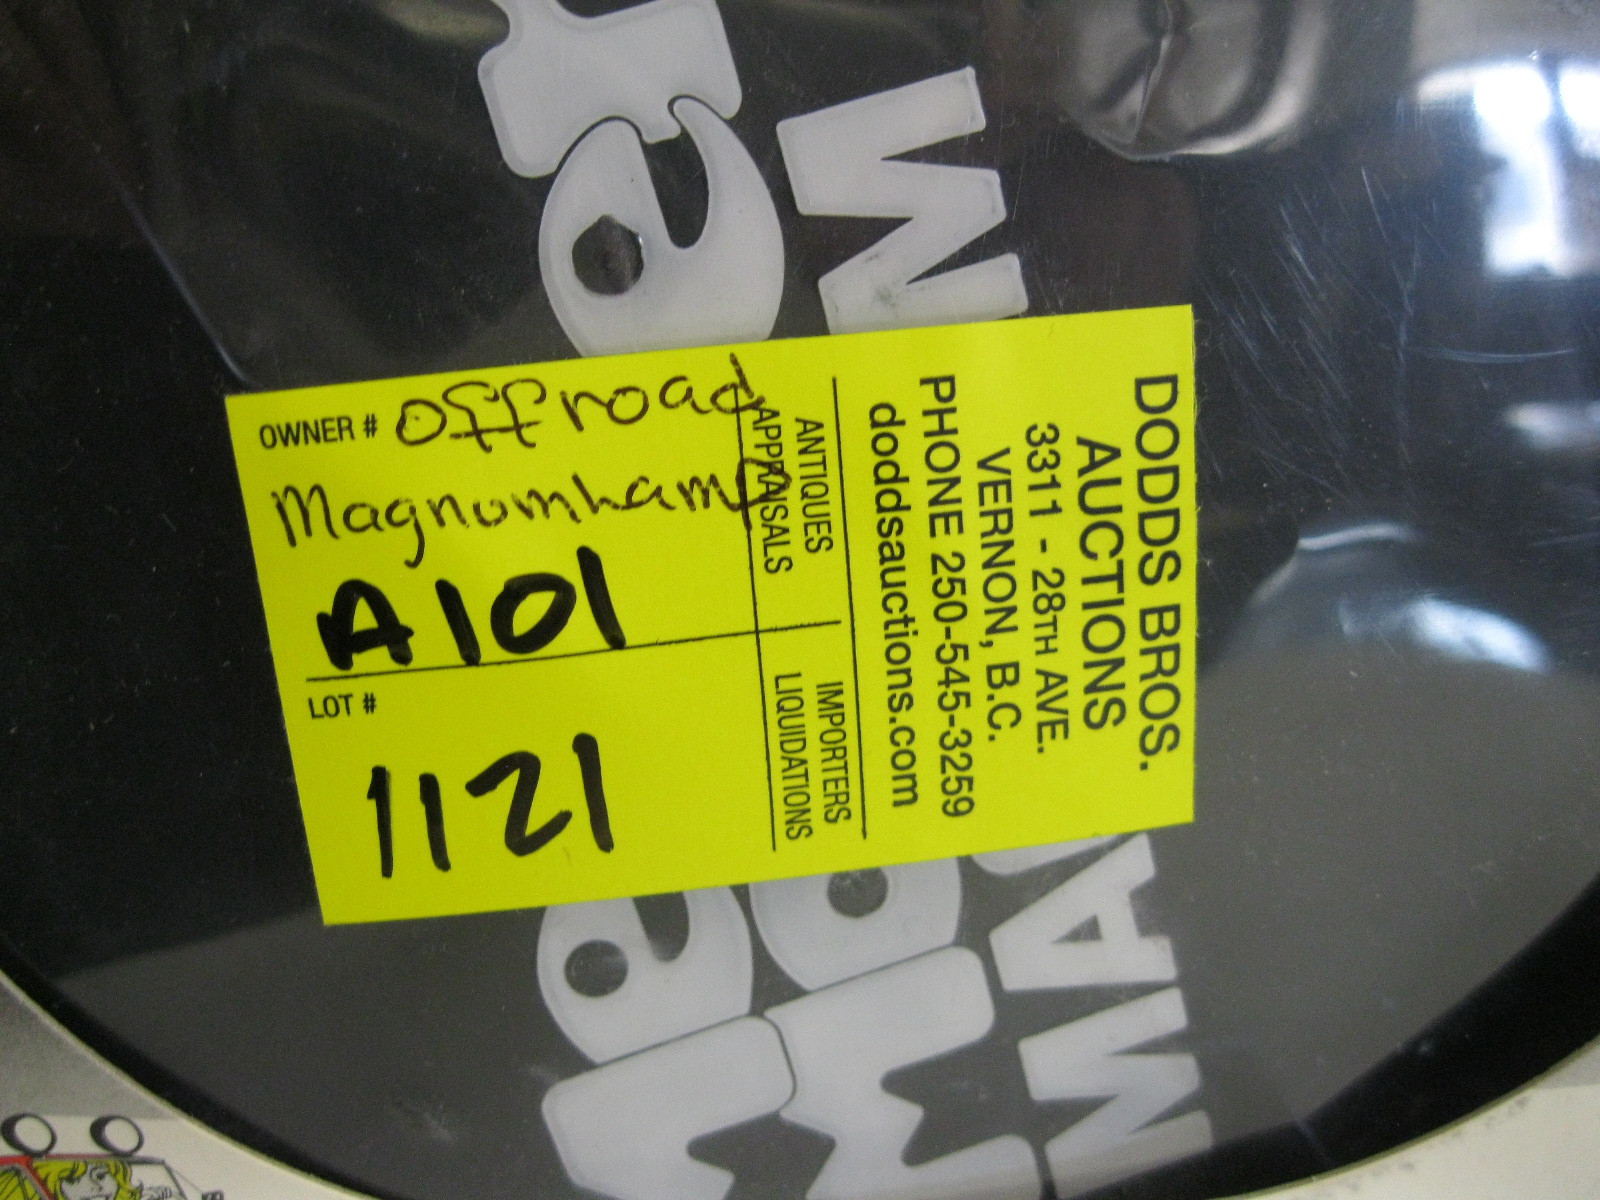 DODDS BROS.
AUCTIONS
3311 - 28TH AVE.
VERNON, B.C.
PHONE 250-545-3259
doddsauctions.com
ANTIQUES
APPRAISALS
IMPORTERS
LIQUIDATIONS
OWNER # offroad
Magnumhamr
A101
LOT #
1121